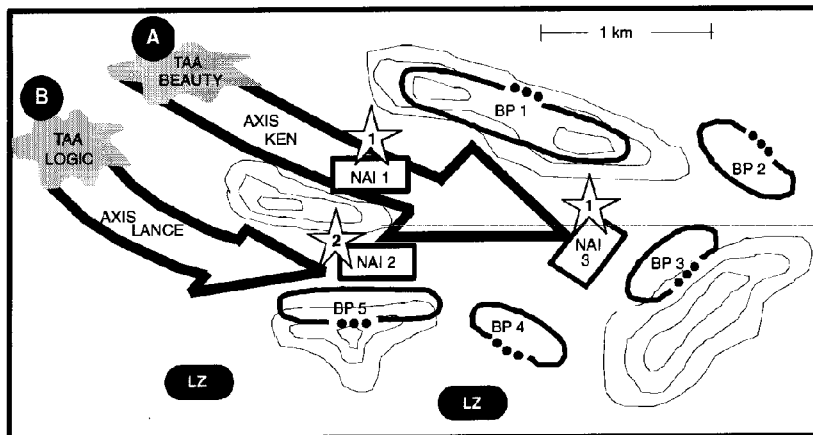 A
TAA
BEAUTY
1 km
B
TAA
LOGIC
AXIS
KEN
1
BP 1
BP 2
NAI 1
AXIS
LANCE
1
2
NAI 2
NAI
3
BP 3
BP 5
BP 4
LZ
LZ